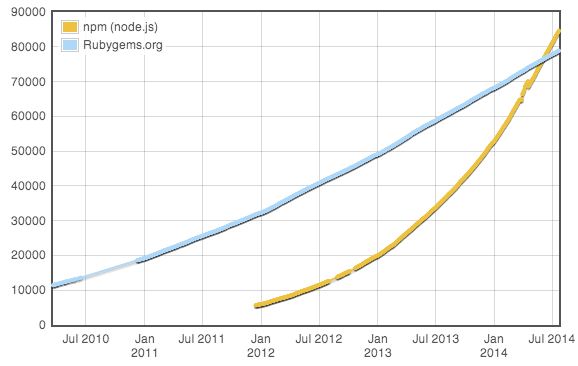 90000
80000
70000
60000
50000
40000
30000
20000
10000
0
npm (node.js)
Rubygems.org
Jul 2010
Jan
2011
Jul 2011
Jan
2012
Jul 2012
Jan
2013
Jul 2013
Jan
2014
Jul 2014